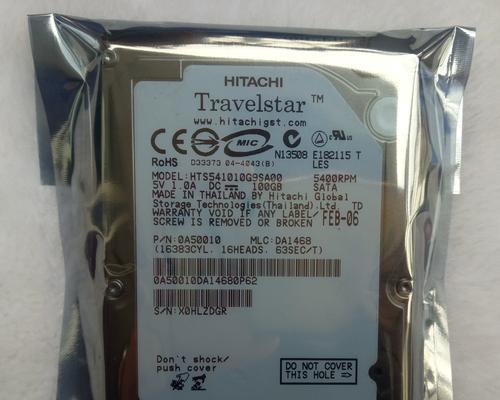 HITACHI
Travelstar™
www.hitachigst.com
CE MIC
N13508 E182115 T
RoHS D33373 04-4043(B) LES
MODEL:HTS541010G9SA00 5400RPM
5V 1.0A DC 100GB SATA
MADE IN THAILAND BY Hitachi Global
Storage Technologies(Thailand).Ltd. TD
WARRANTY VOID IF ANY LABEL/ FEB-06
SCREW IS REMOVED OR BROKEN
P/N:0A50010 MLC:DA1468
(16383CYL. 16HEADS. 63SEC/T)
0A50010DA14680P62
S/N:X0HLZDGR
Don't shake/
push cover
DO NOT COVER
THIS HOLE ⇒